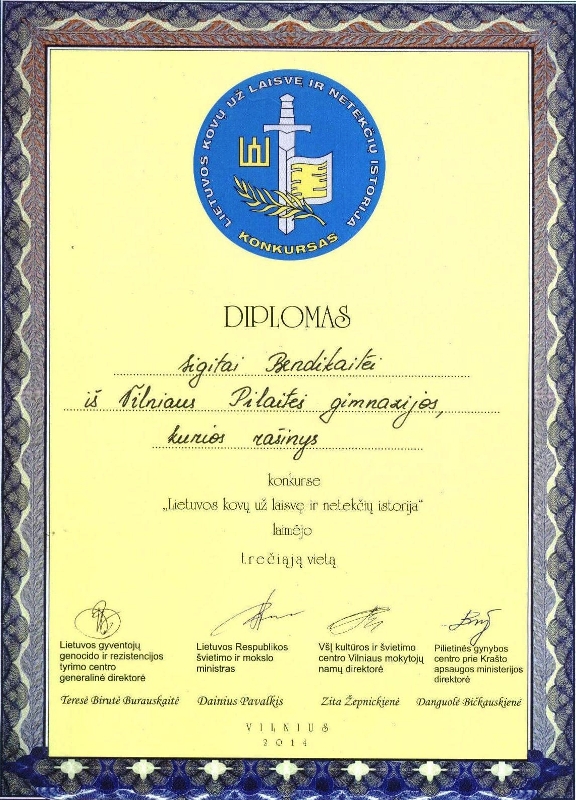 LIETUVOS KOVŲ UŽ LAISVĘ IR NETEKČIŲ ISTORIJA
KONKURSAS
DIPLOMAS
Sigitai Bendikaitei
iš Vilniaus Pilaitės gimnazijos,
kurios rašinys
konkurse
„Lietuvos kovų už laisvę ir netekčių istorija“
laimėjo
trečiąją vietą
Lietuvos gyventojų
genocido ir rezistencijos
tyrimo centro
generalinė direktorė
Teresė Birutė Burauskaitė
Lietuvos Respublikos
švietimo ir mokslo
ministras
Dainius Pavalkis
VšĮ kultūros ir švietimo
centro Vilniaus mokytojų
namų direktorė
Zita Žepnickienė
Pilietinės gynybos
centro prie Krašto
apsaugos ministerijos
direktorė
Danguolė Bičkauskienė
VILNIUS
2014